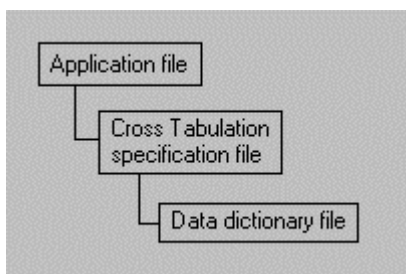 Application file
Cross Tabulation
specification file
Data dictionary file